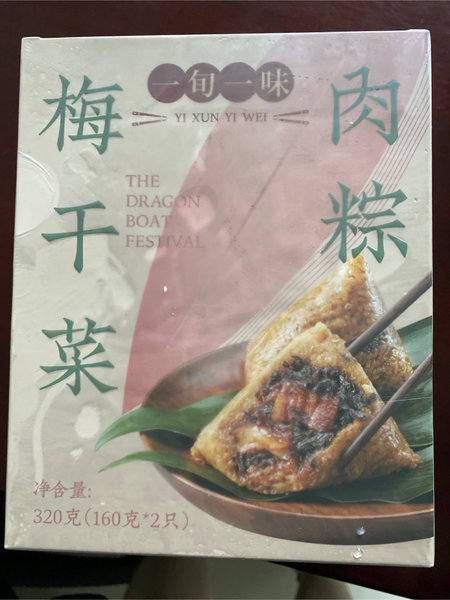 一旬一味
YI XUN YI WEI
梅干菜
肉粽
THE
DRAGON
BOAT
FESTIVAL
净含量:
320克(160克*2只)